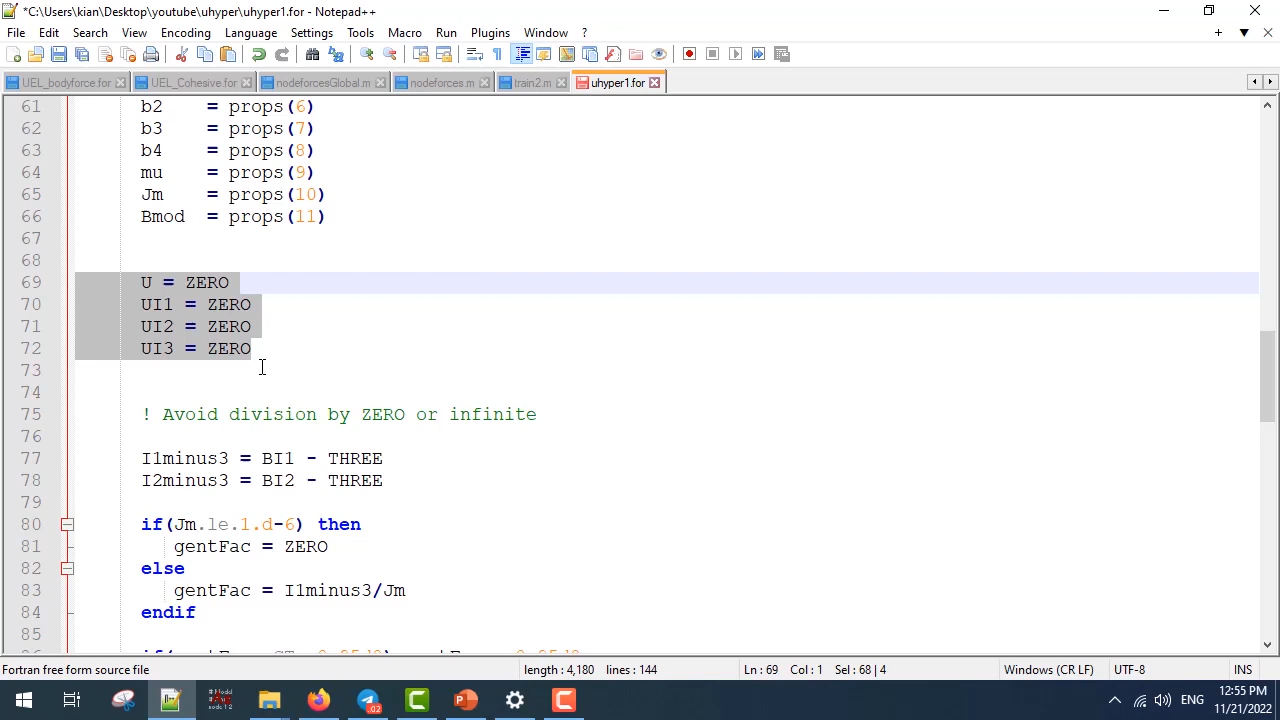 *C:\Users\kian\Desktop\youtube\uhyper\uhyper1.for - Notepad++
File Edit Search View Encoding Language Settings Tools Macro Run Plugins Window ?
UEL_bodyforce.for UEL_Cohesive.for nodeforcesGlobal.m nodeforces.m train2.m uhyper1.for
61 b2 = props(6)
62 b3 = props(7)
63 b4 = props(8)
64 mu = props(9)
65 Jm = props(10)
66 Bmod = props(11)
67
68
69 U = ZERO
70 UI1 = ZERO
71 UI2 = ZERO
72 UI3 = ZERO
73
74
75 ! Avoid division by ZERO or infinite
76
77 I1minus3 = BI1 - THREE
78 I2minus3 = BI2 - THREE
79
80 if(Jm.le.1.d-6) then
81 gentFac = ZERO
82 else
83 gentFac = I1minus3/Jm
84 endif
85
Fortran free form source file length : 4,180 lines : 144 Ln : 69 Col : 1 Sel : 68 | 4 Windows (CR LF) UTF-8 INS
ENG
12:55 PM
11/21/2022